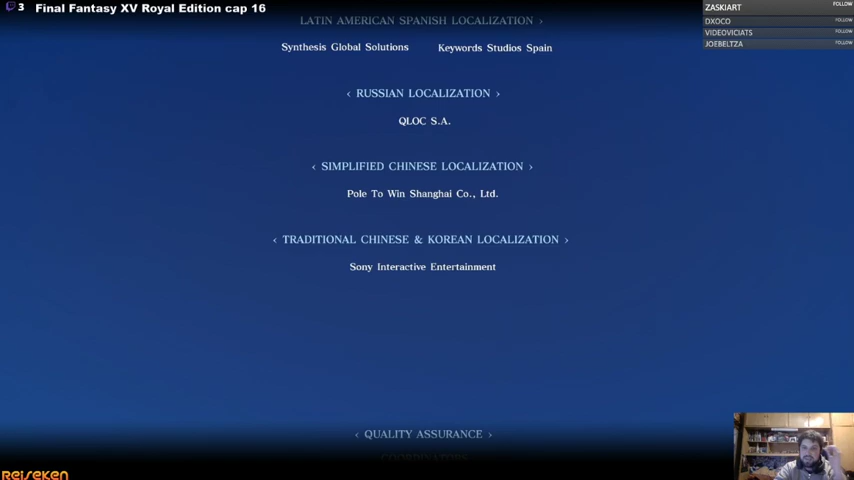 3 Final Fantasy XV Royal Edition cap 16
ZASKIART FOLLOW
DXOCO FOLLOW
VIDEOVICIATS FOLLOW
JOEBELTZA FOLLOW
LATIN AMERICAN SPANISH LOCALIZATION ›
Synthesis Global Solutions Keywords Studios Spain
‹ RUSSIAN LOCALIZATION ›
QLOC S.A.
‹ SIMPLIFIED CHINESE LOCALIZATION ›
Pole To Win Shanghai Co., Ltd.
‹ TRADITIONAL CHINESE & KOREAN LOCALIZATION ›
Sony Interactive Entertainment
‹ QUALITY ASSURANCE ›
COORDINATORS
REISEKEN